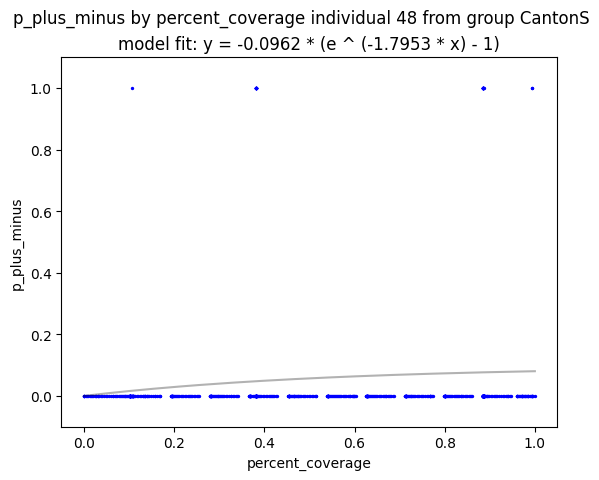 p_plus_minus by percent_coverage individual 48 from group CantonS
model fit: y = -0.0962 * (e ^ (-1.7953 * x) - 1)
1.0
0.8
0.6
0.4
0.2
0.0
p_plus_minus
0.0 0.2 0.4 0.6 0.8 1.0
percent_coverage